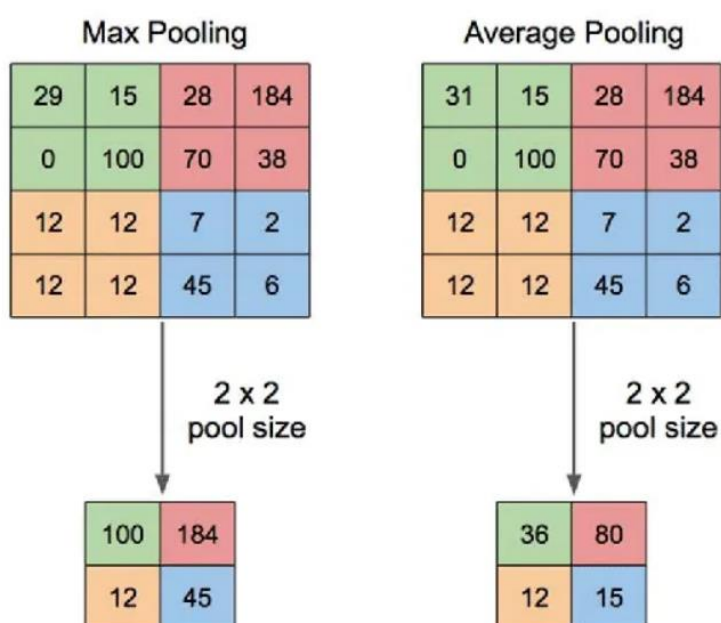 Max Pooling
29 15 28 184
0 100 70 38
12 12 7 2
12 12 45 6
2 x 2
pool size
100 184
12 45
Average Pooling
31 15 28 184
0 100 70 38
12 12 7 2
12 12 45 6
2 x 2
pool size
36 80
12 15